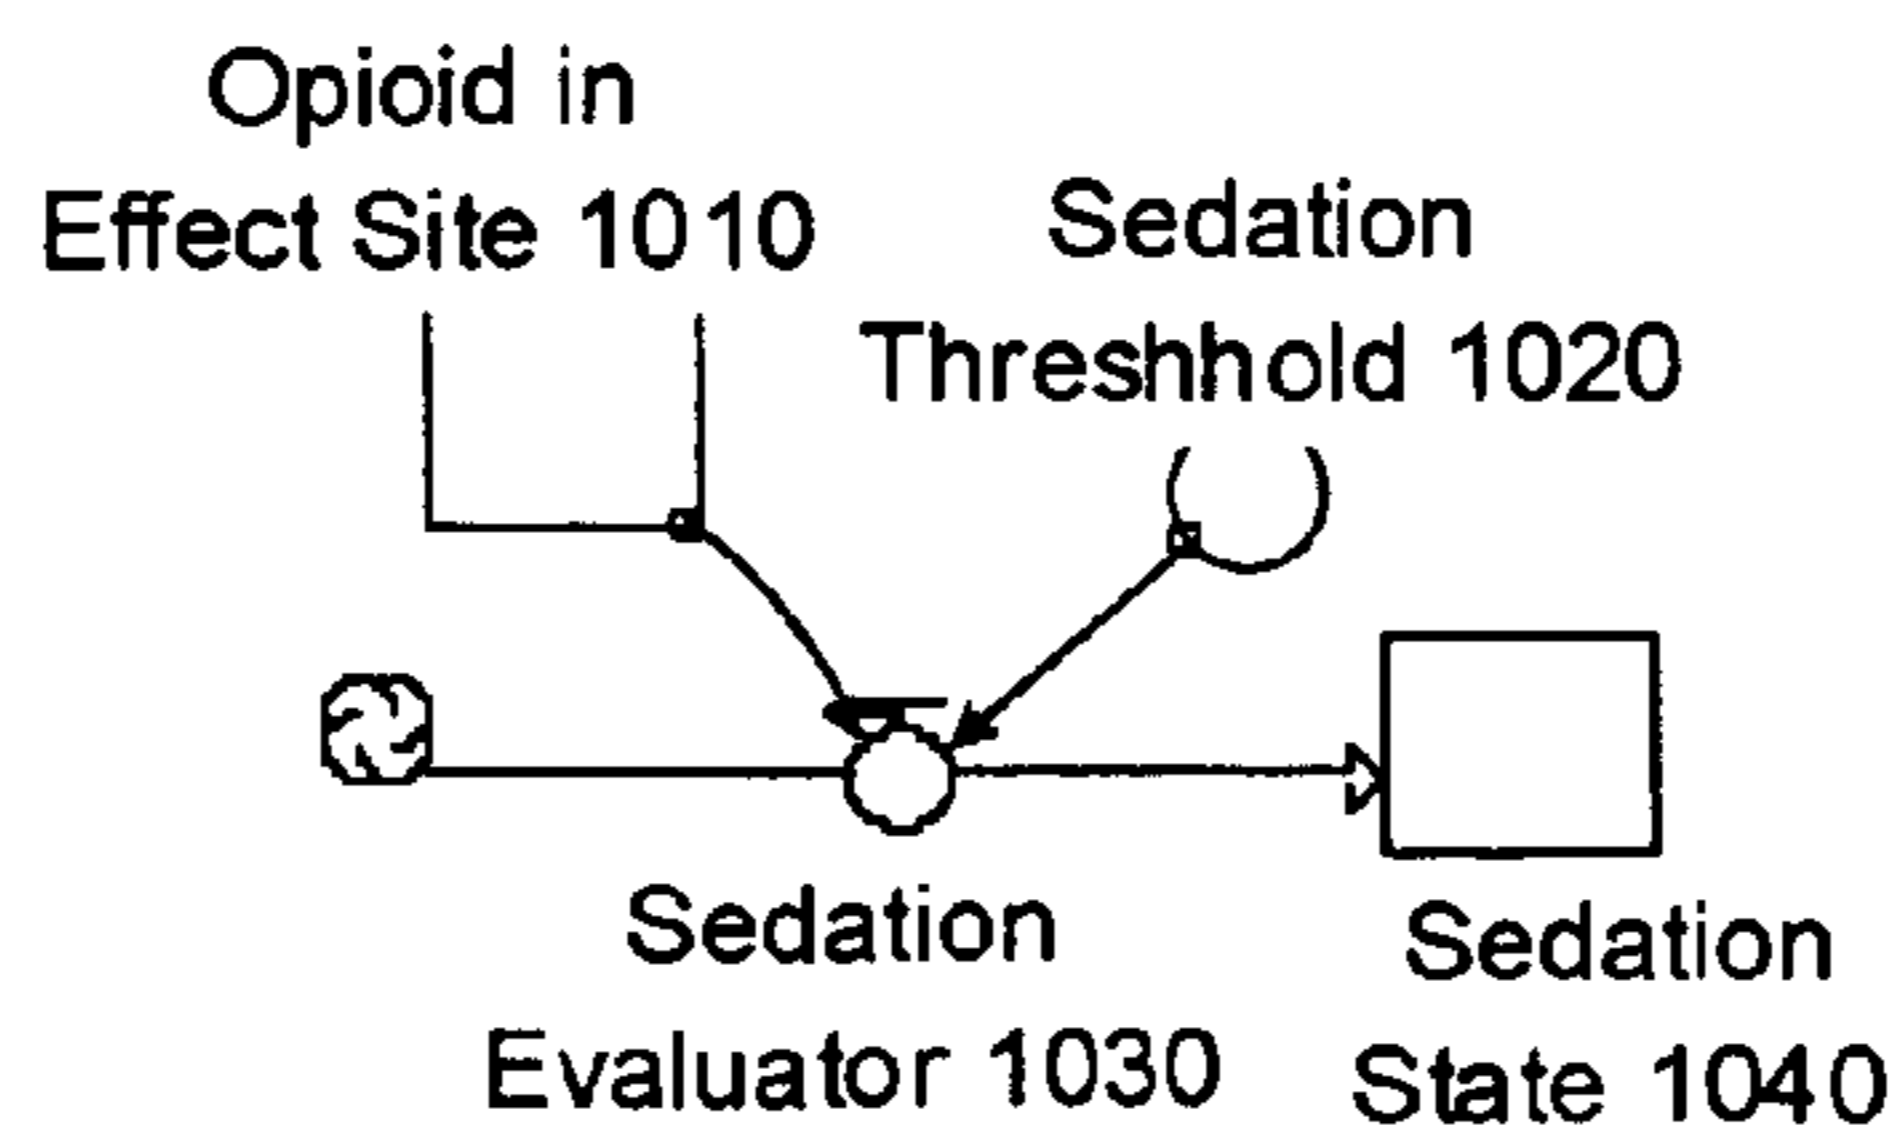 Opioid in
Effect Site 1010
Sedation
Threshhold 1020
Sedation
Evaluator 1030
Sedation
State 1040